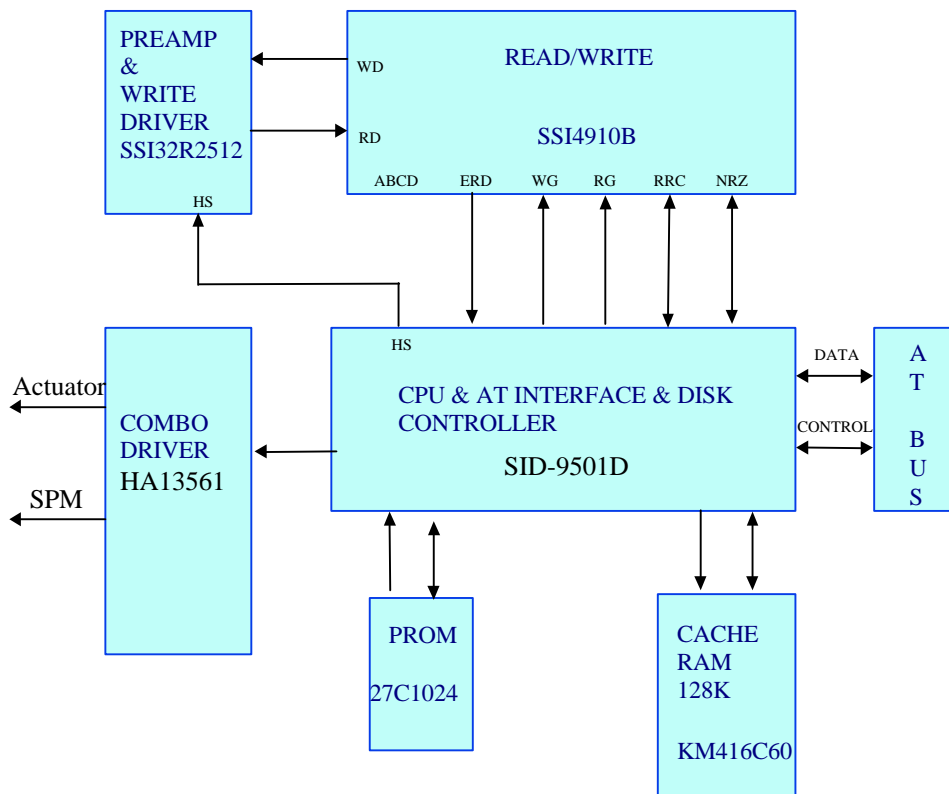 PREAMP
&
WRITE
DRIVER
SSI32R2512
HS
READ/WRITE
WD
RD
SSI4910B
ABCD ERD WG RG RRC NRZ
HS
CPU & AT INTERFACE & DISK
CONTROLLER
SID-9501D
DATA
CONTROL
A
T
B
U
S
Actuator
SPM
COMBO
DRIVER
HA13561
PROM
27C1024
CACHE
RAM
128K
KM416C60